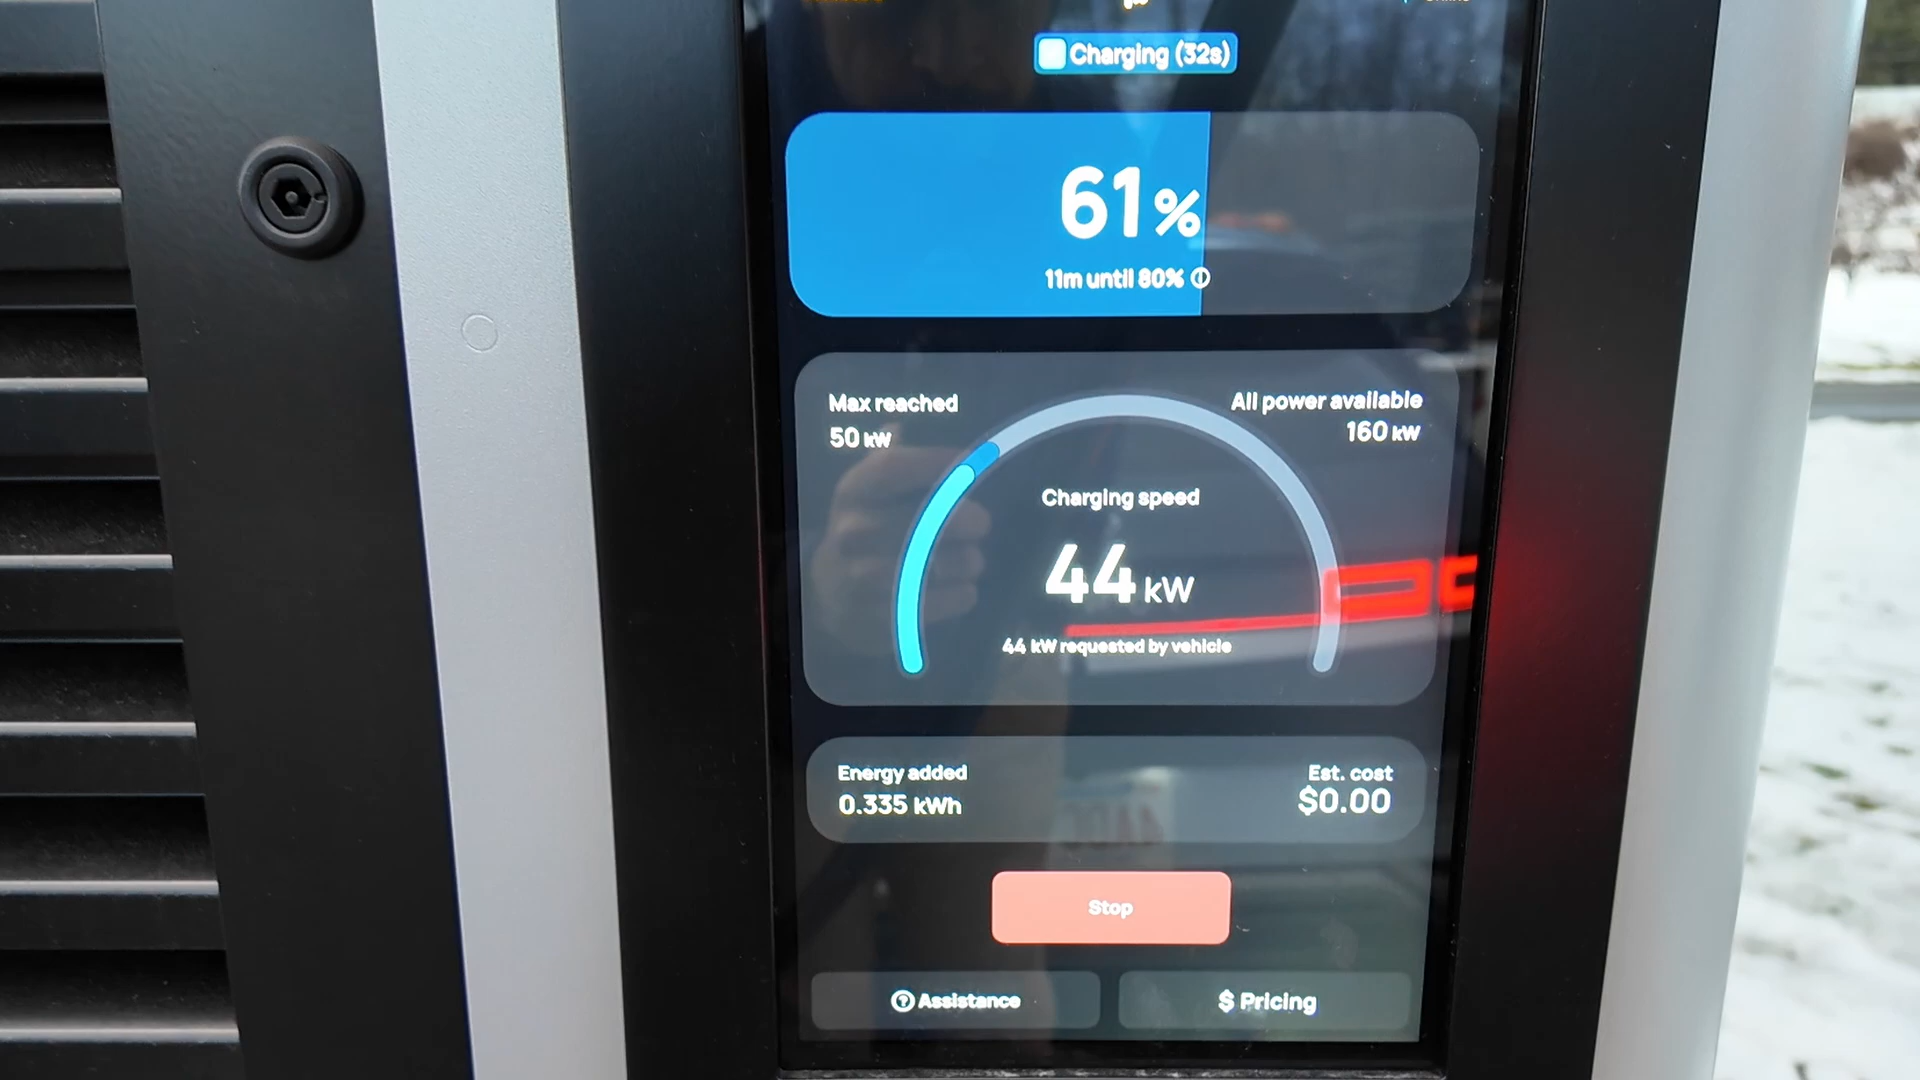 Charging (32s)
61%
11m until 80%
Max reached
50 kW
All power available
160 kW
Charging speed
44 kW
44 kW requested by vehicle
Energy added
0.335 kWh
Est. cost
$0.00
Stop
Assistance
$ Pricing